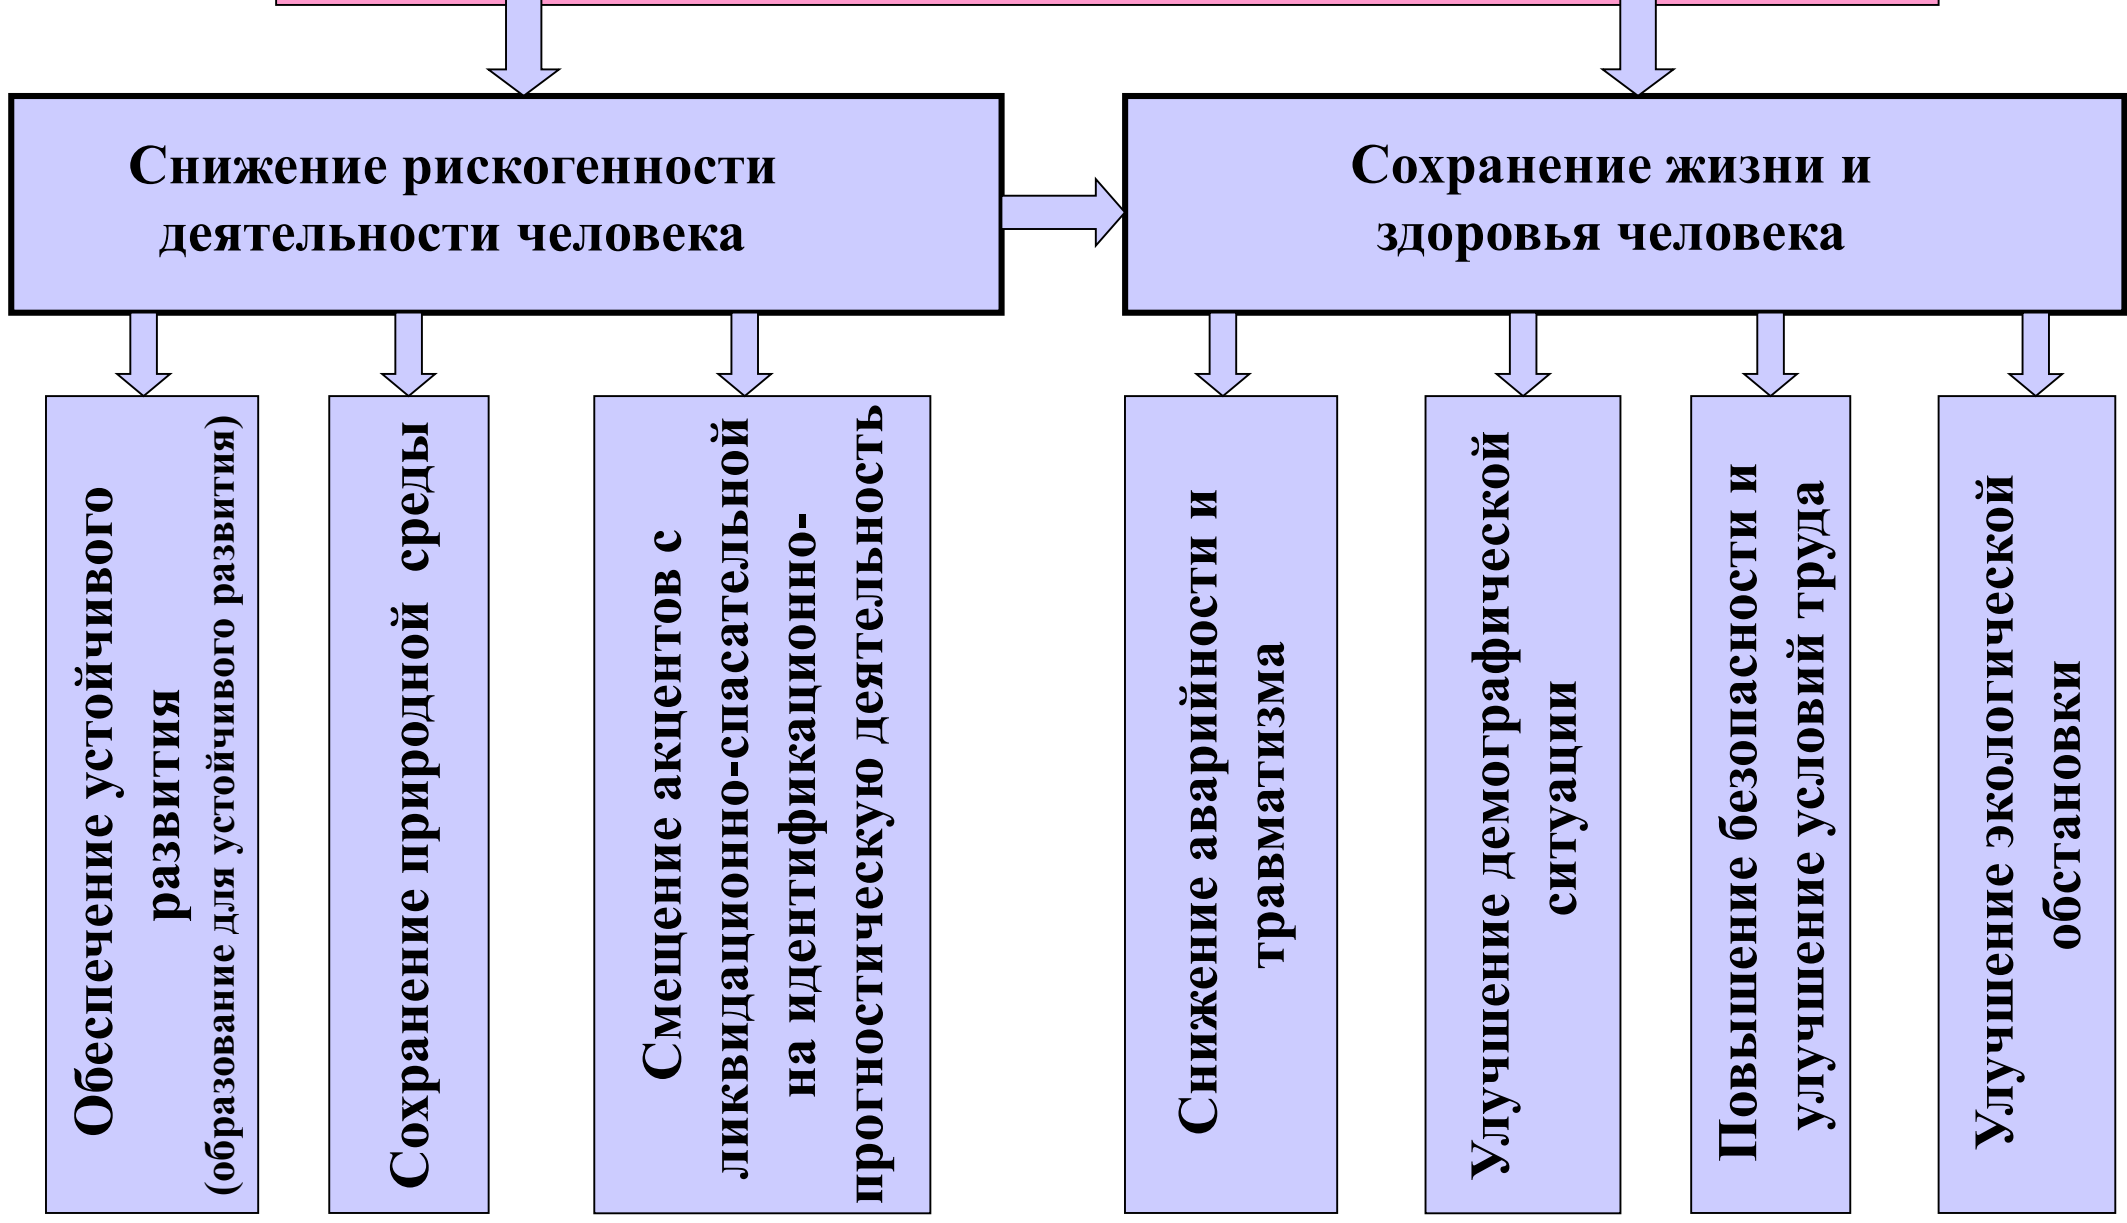 Снижение рискогенности
деятельности человека
Сохранение жизни и
здоровья человека
Обеспечение устойчивого
развития
(образование для устойчивого развития)
Сохранение природной среды
Смещение акцентов с
ликвидационно-спасательной
на идентификационно-
прогностическую деятельность
Снижение аварийности и
травматизма
Улучшение демографической
ситуации
Повышение безопасности и
улучшение условий труда
Улучшение экологической
обстановки